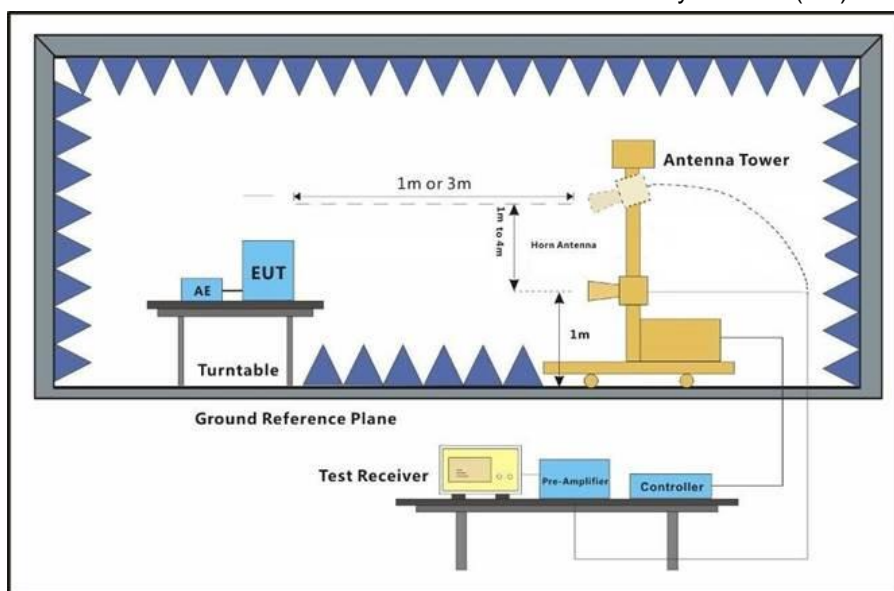 1m or 3m
Antenna Tower
1m to 4m
Horn Antenna
EUT
AE
1m
Turntable
Ground Reference Plane
Test Receiver
Pre-Amplifier
Controller